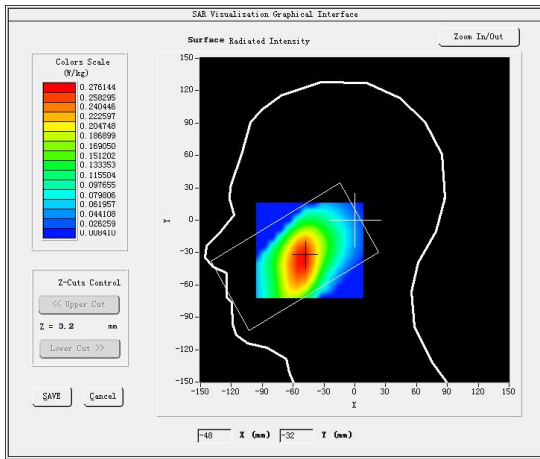 SAR Visualisation Graphical Interface
Surface Radiated Intensity
Zoom In/Out
Colors Scale
(W/kg)
0.276144
0.258295
0.240446
0.222597
0.204748
0.186899
0.169050
0.151202
0.133353
0.115504
0.097655
0.079806
0.061957
0.044108
0.026259
0.008410
Z-Cuts Control
<< Upper Cut
Z = 0.2 mm
Lower Cut >>
SAVE
Cancel
150
120
90
60
30
0
-30
-60
-90
-120
-150
Y
-150 -120 -90 -60 -30 0 30 60 90 120 150
X
-48 X (mm) -32 Y (mm)